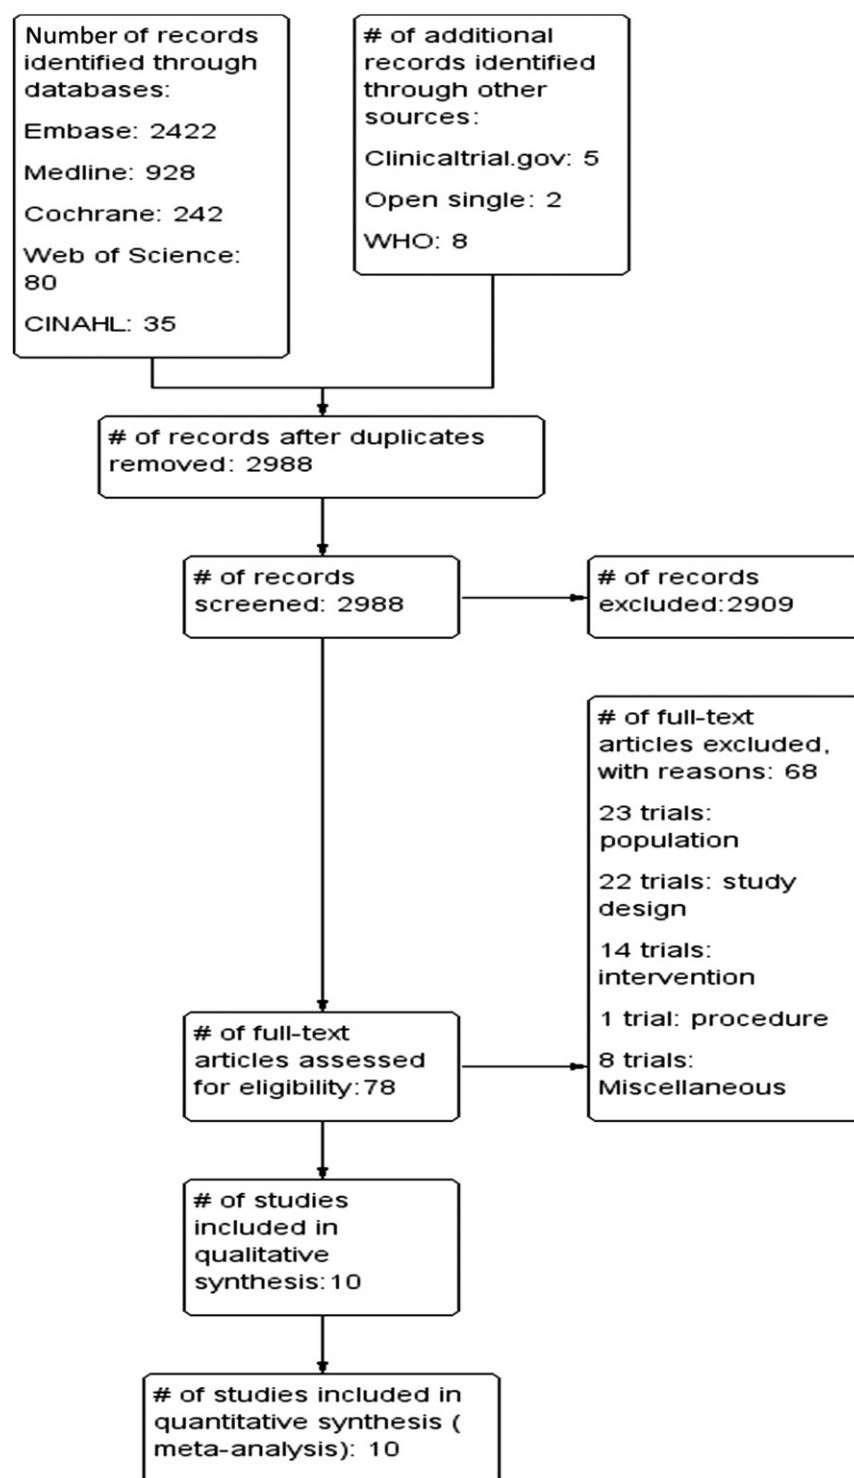 Number of records
identified through
databases:
Embase: 2422
Medline: 928
Cochrane: 242
Web of Science:
80
CINAHL: 35
# of additional
records identified
through other
sources:
Clinicaltrial.gov: 5
Open single: 2
WHO: 8
# of records after duplicates
removed: 2988
# of records
screened: 2988
# of records
excluded:2909
# of full-text
articles excluded,
with reasons: 68
23 trials:
population
22 trials: study
design
14 trials:
intervention
1 trial: procedure
8 trials:
Miscellaneous
# of full-text
articles assessed
for eligibility:78
# of studies
included in
qualitative
synthesis:10
# of studies included in
quantitative synthesis (
meta-analysis): 10